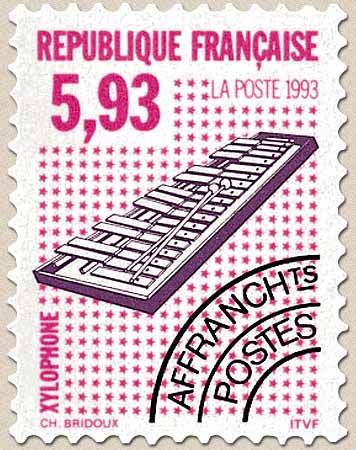 REPUBLIQUE FRANÇAISE
5,93
LA POSTE 1993
XYLOPHONE
AFFRANCHTS
POSTES
CH. BRIDOUX
ITVF